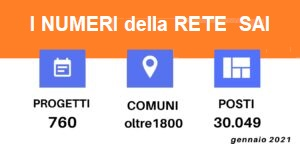 I NUMERI della RETE SAI
PROGETTI COMUNI POSTI
760 oltre1800 30.049
gennaio 2021